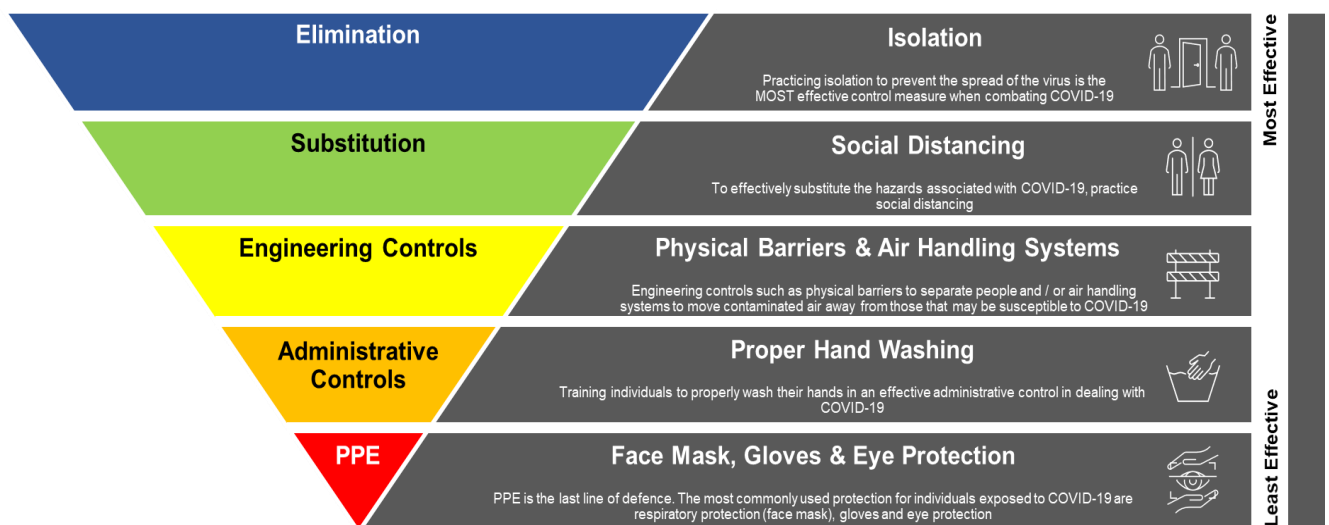 Elimination
Isolation
Practicing isolation to prevent the spread of the virus is the
MOST effective control measure when combating COVID-19
Most Effective
Substitution
Social Distancing
To effectively substitute the hazards associated with COVID-19, practice
social distancing
Engineering Controls
Physical Barriers & Air Handling Systems
Engineering controls such as physical barriers to separate people and / or air handling
systems to move contaminated air away from those that may be susceptible to COVID-19
Administrative
Controls
Proper Hand Washing
Training individuals to properly wash their hands in an effective administrative control in dealing with
COVID-19
PPE
Face Mask, Gloves & Eye Protection
PPE is the last line of defence. The most commonly used protection for individuals exposed to COVID-19 are
respiratory protection (face mask), gloves and eye protection
Least Effective